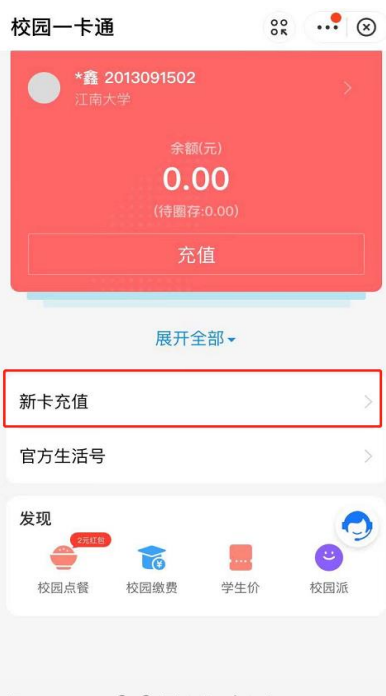 校园一卡通
*鑫 2013091502
江南大学
余额(元)
0.00
(待圈存:0.00)
充值
展开全部
新卡充值
官方生活号
发现
2元红包
校园点餐 校园缴费 学生价 校园派